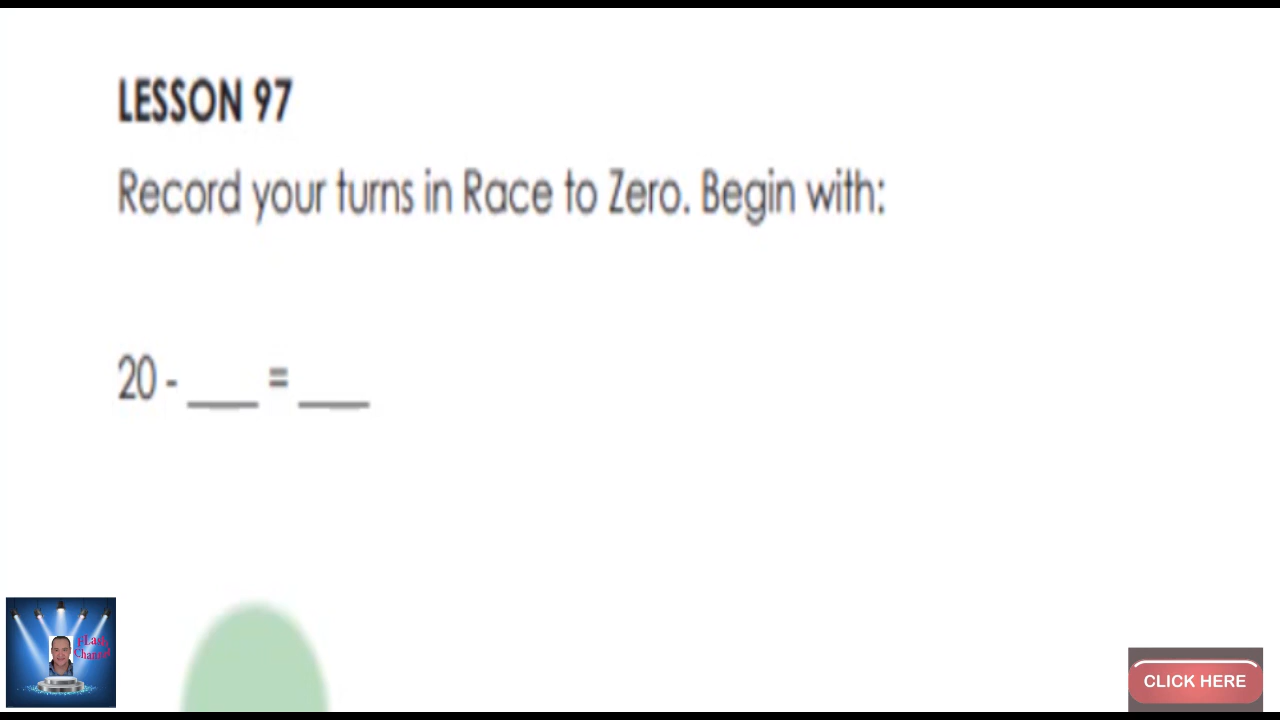 LESSON 97
Record your turns in Race to Zero. Begin with:
20 - ___ = ___
CLICK HERE